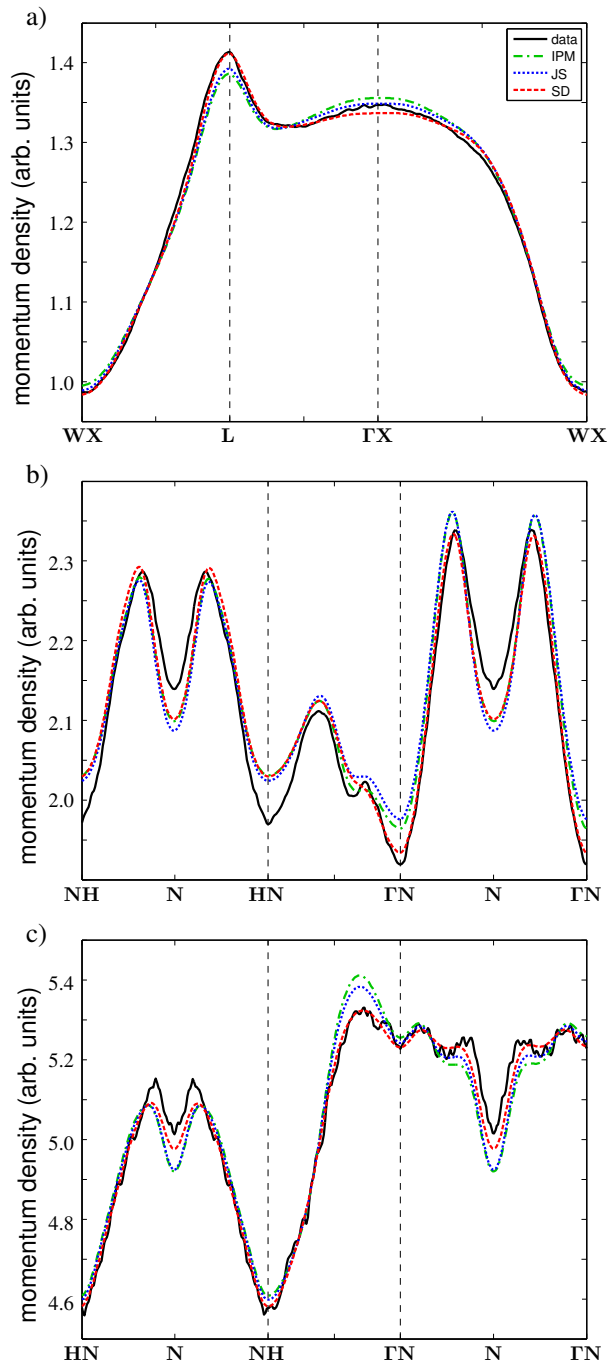 a)
momentum density (arb. units)
1.4
1.3
1.2
1.1
1.0
data
IPM
JS
SD
WX L ΓX WX
b)
momentum density (arb. units)
2.3
2.2
2.1
2.0
NH N HN ΓN N ΓN
c)
momentum density (arb. units)
5.4
5.2
5.0
4.8
4.6
HN N NH ΓN N ΓN